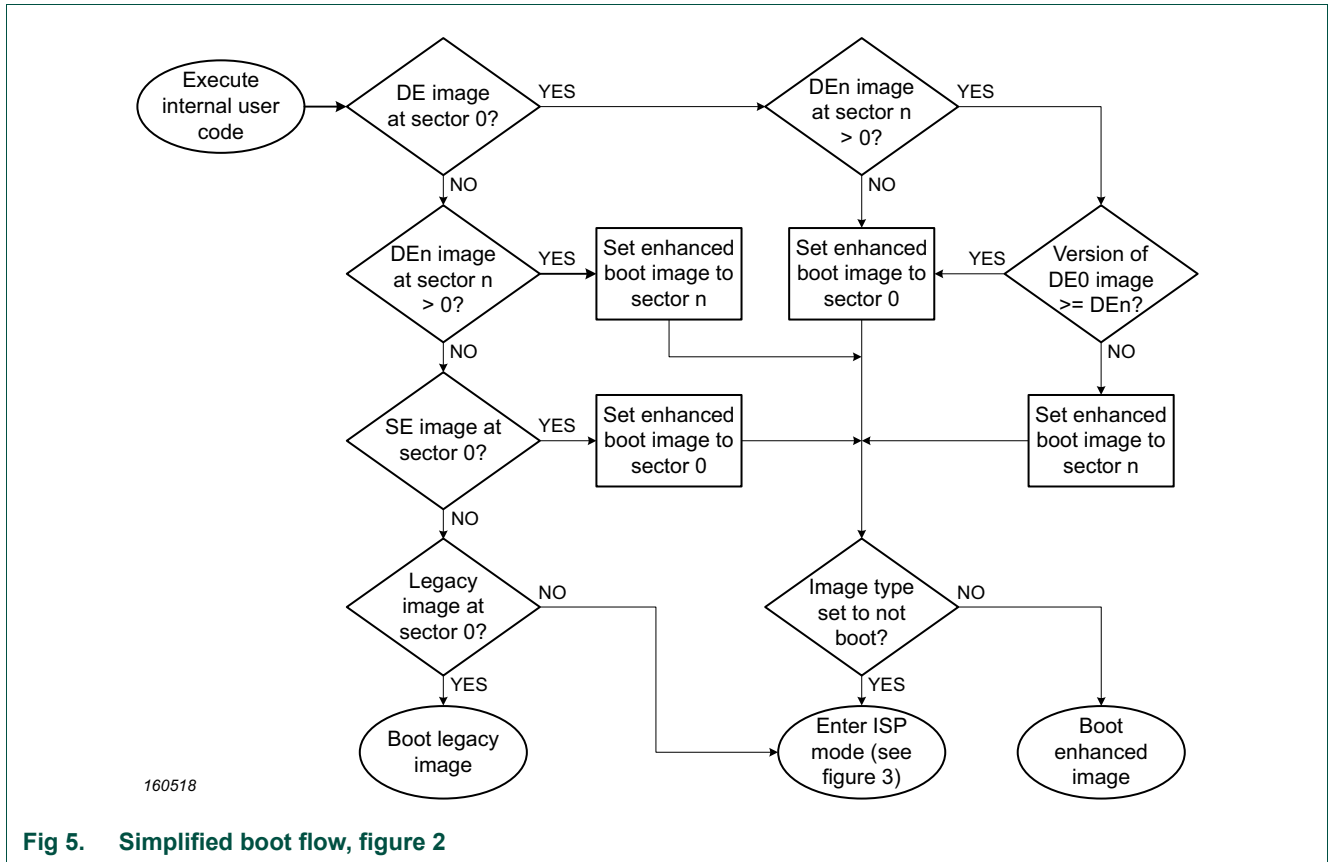 Execute
internal user
code
DE image
at sector 0?
YES
DEn image
at sector n
> 0?
YES
NO
NO
DEn image
at sector n
> 0?
YES
Set enhanced
boot image to
sector n
Set enhanced
boot image to
sector 0
YES
Version of
DE0 image
>= DEn?
NO
NO
SE image at
sector 0?
YES
Set enhanced
boot image to
sector 0
Set enhanced
boot image to
sector n
NO
Legacy
image at
sector 0?
NO
Image type
set to not
boot?
NO
YES
YES
Boot legacy
image
Enter ISP
mode (see
figure 3)
Boot
enhanced
image
160518
Fig 5. Simplified boot flow, figure 2